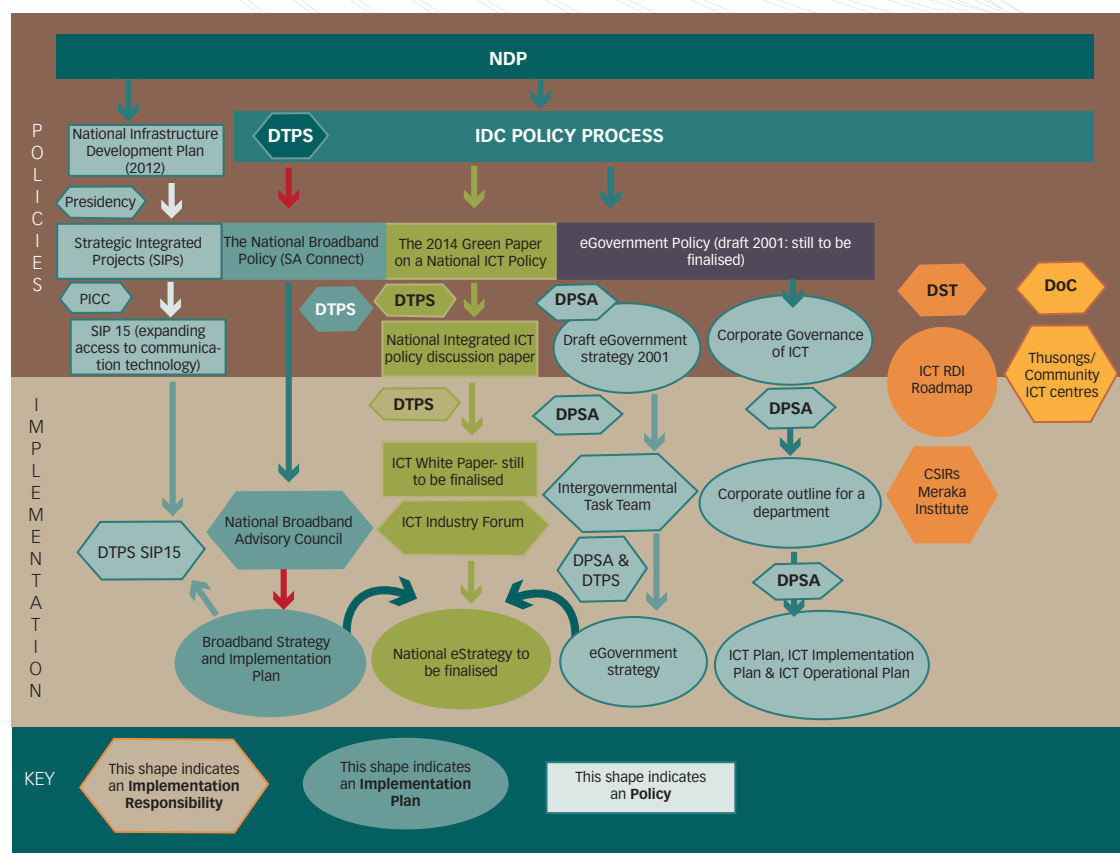 NDP
DTPS
IDC POLICY PROCESS
POLICIES
National Infrastructure
Development Plan
(2012)
Presidency
Strategic Integrated
Projects (SIPs)
The National Broadband
Policy (SA Connect)
The 2014 Green Paper
on a National ICT Policy
eGovernment Policy (draft 2001: still to be
finalised)
PICC
DTPS
DTPS
DPSA
DST
DoC
SIP 15 (expanding
access to communica-
tion technology)
National Integrated ICT
policy discussion paper
Draft eGovernment
strategy 2001
Corporate Governance
of ICT
ICT RDI
Roadmap
Thusongs/
Community
ICT centres
IMPLEMENTATION
DTPS
DPSA
DPSA
ICT White Paper- still
to be finalised
Intergovernmental
Task Team
Corporate outline for a
department
CSIRs
Meraka
Institute
DTPS SIP15
National Broadband
Advisory Council
ICT Industry Forum
DPSA &
DTPS
DPSA
Broadband Strategy
and Implementation
Plan
National eStrategy to
be finalised
eGovernment
strategy
ICT Plan, ICT Implementation
Plan & ICT Operational Plan
KEY
This shape indicates
an Implementation
Responsibility
This shape indicates
an Implementation
Plan
This shape indicates
an Policy